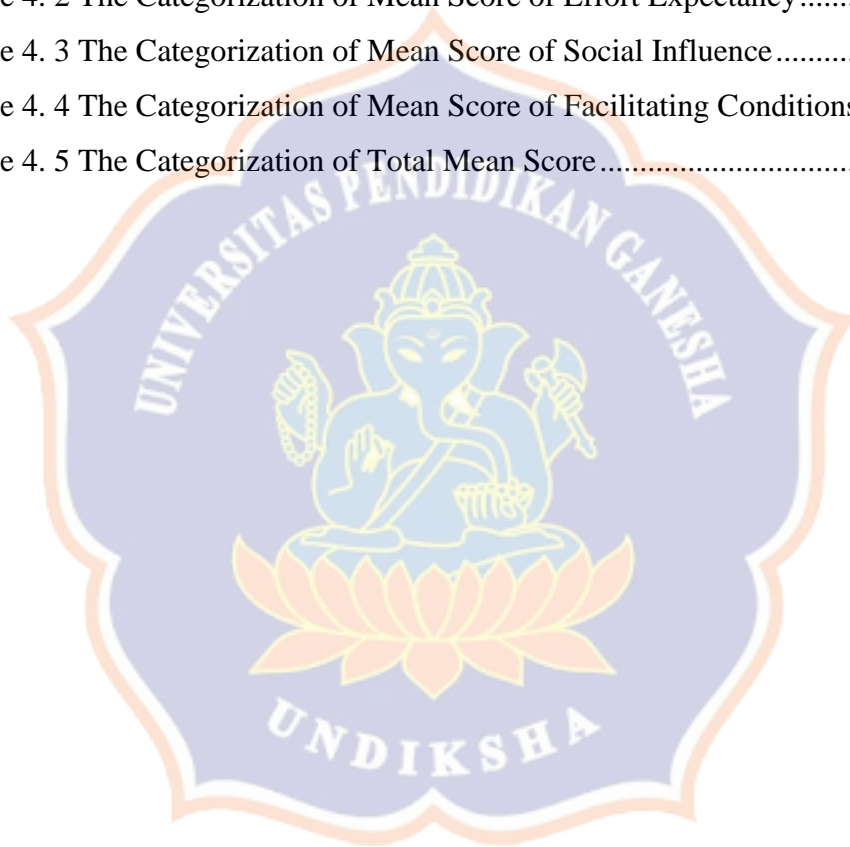 e 4. 2 The Categorization of Mean Score of Effort Expectancy.......
e 4. 3 The Categorization of Mean Score of Social Influence..........
e 4. 4 The Categorization of Mean Score of Facilitating Conditions
e 4. 5 The Categorization of Total Mean Score...............................
UNIVERSITAS PENDIDIKAN GANESHA
UNDIKSHA